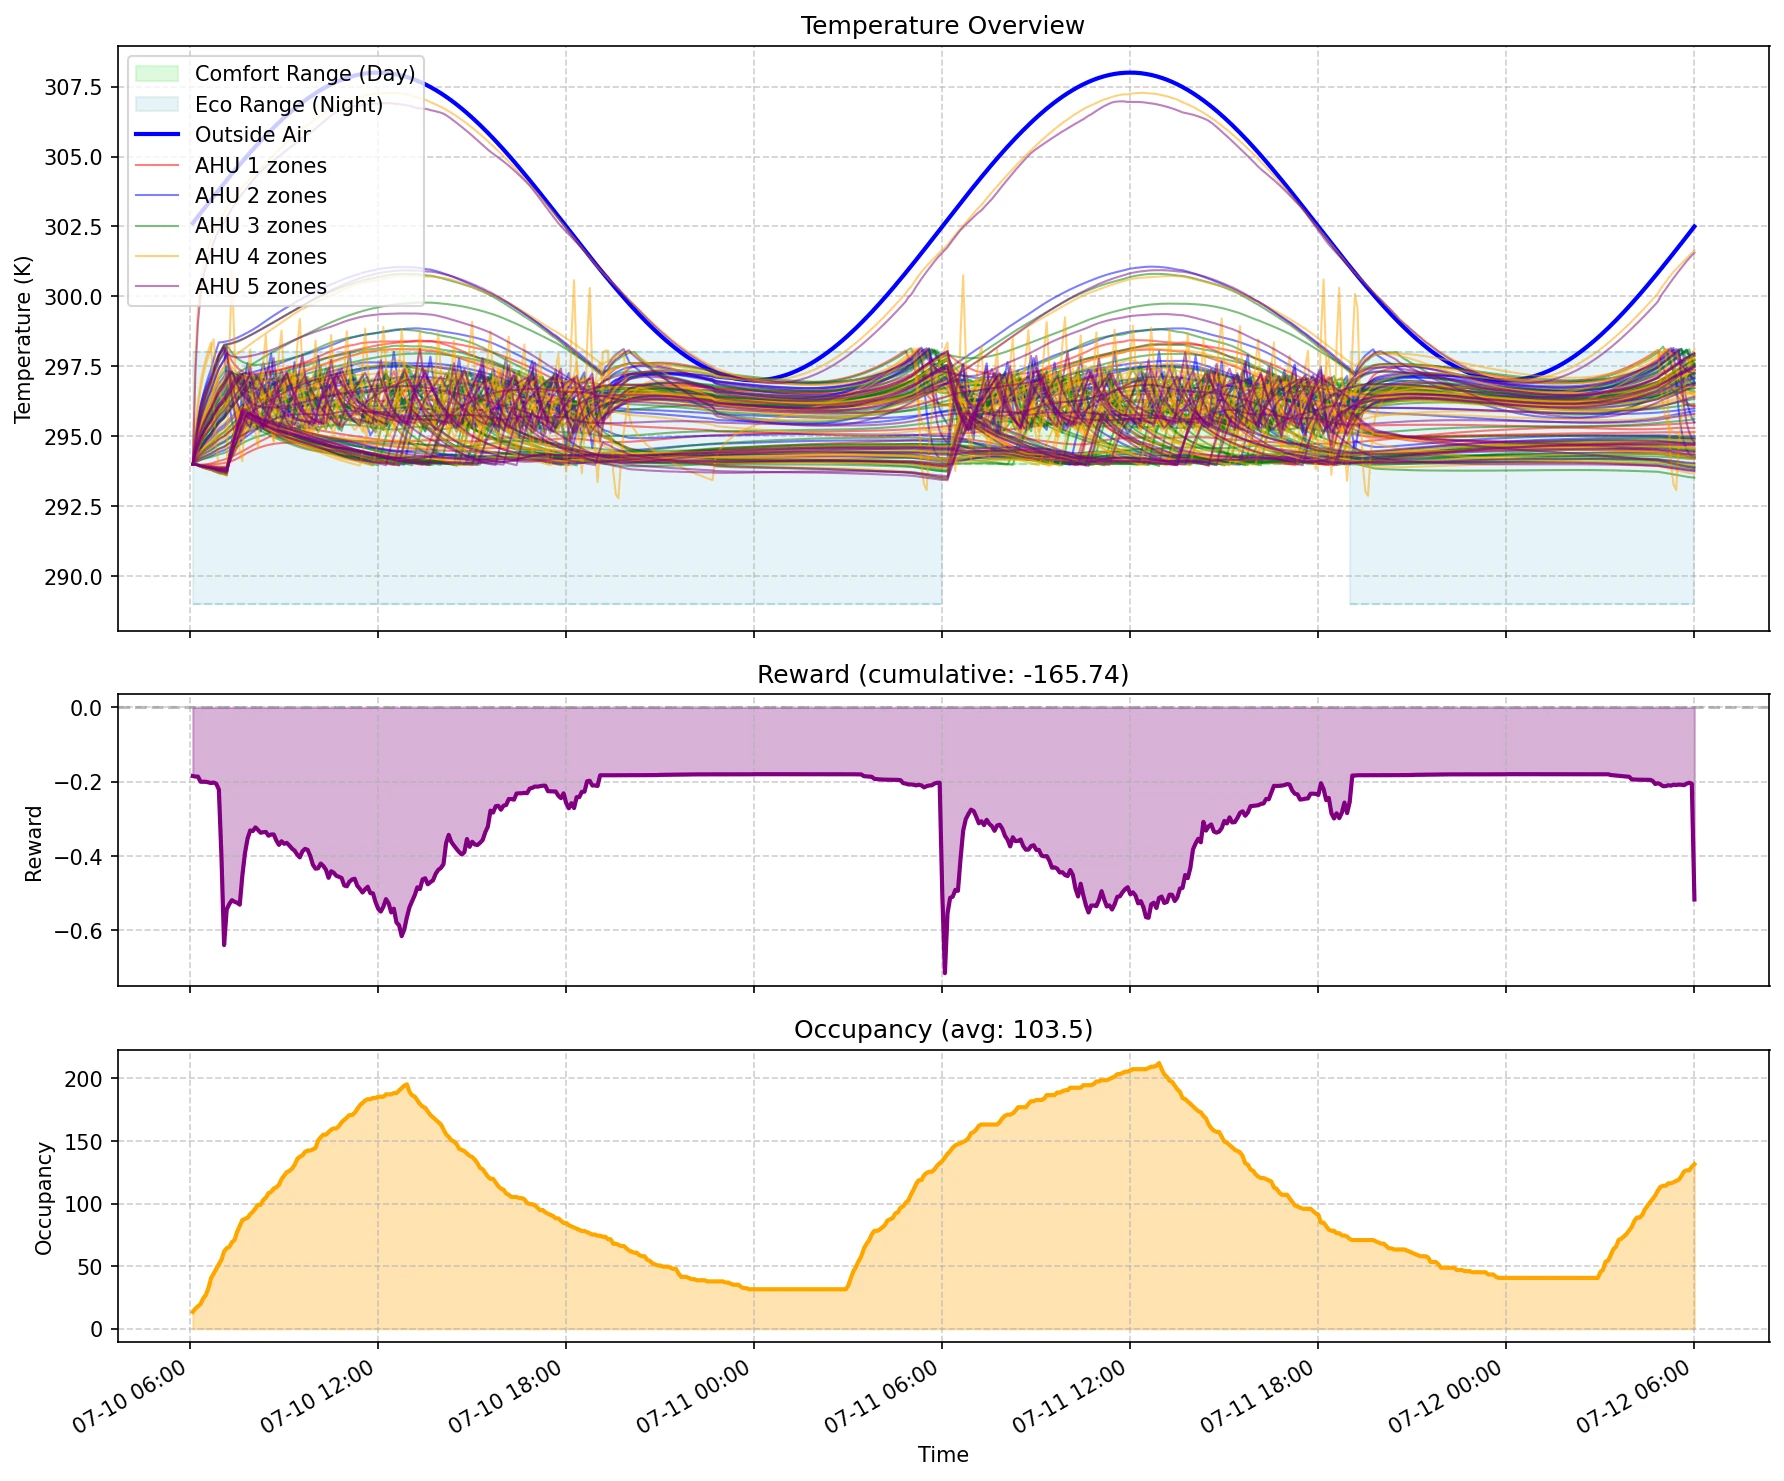 Temperature Overview
Temperature (K)
307.5
305.0
302.5
300.0
297.5
295.0
292.5
290.0
Comfort Range (Day)
Eco Range (Night)
Outside Air
AHU 1 zones
AHU 2 zones
AHU 3 zones
AHU 4 zones
AHU 5 zones
Reward (cumulative: -165.74)
Reward
0.0
−0.2
−0.4
−0.6
Occupancy (avg: 103.5)
Occupancy
200
150
100
50
0
07-10 06:00
07-10 12:00
07-10 18:00
07-11 00:00
07-11 06:00
07-11 12:00
07-11 18:00
07-12 00:00
07-12 06:00
Time